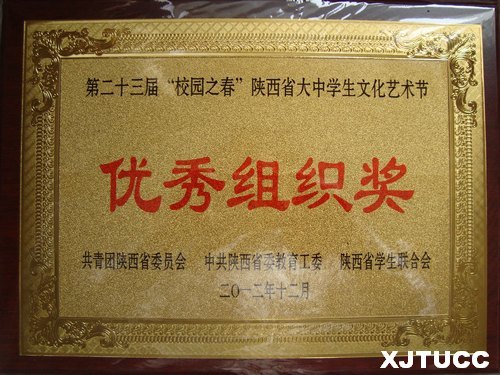 第二十三届“校园之春”陕西省大中学生文化艺术节
优秀组织奖
共青团陕西省委员会 中共陕西省委教育工委 陕西省学生联合会
二〇一二年十二月
XJTUCC